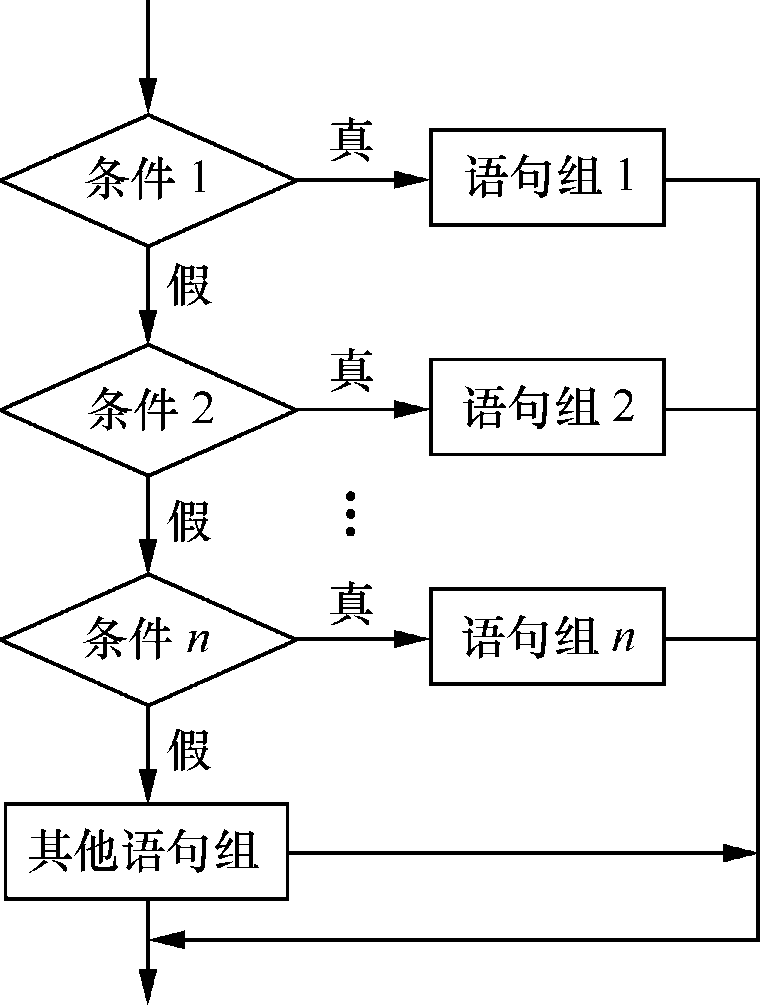 条件 1
真
语句组 1
假
条件 2
真
语句组 2
假
条件 n
真
语句组 n
假
其他语句组